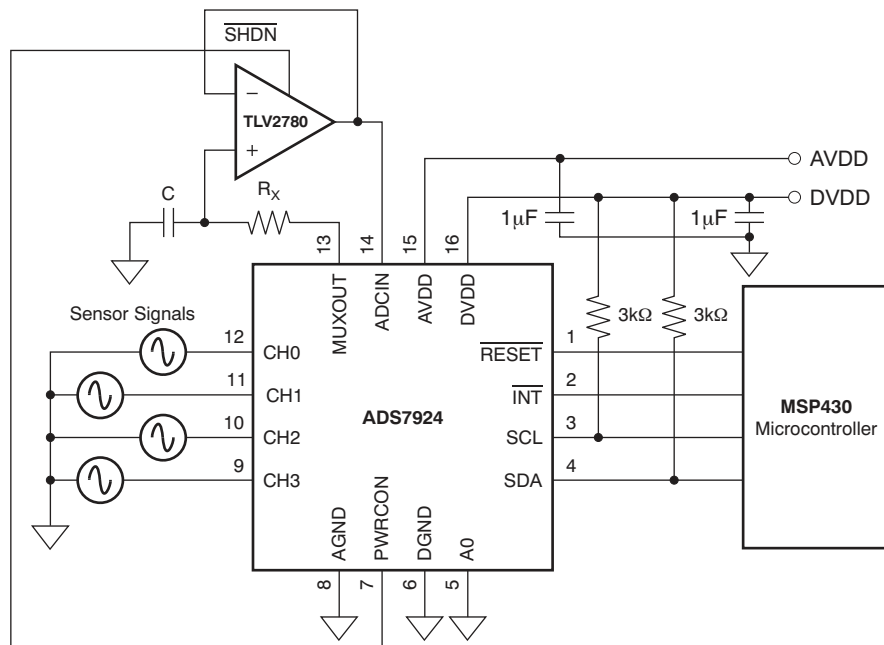 SHDN
−
TLV2780
+
C
RX
13
14
15
16
MUXOUT
ADCIN
AVDD
DVDD
AVDD
DVDD
1μF
1μF
3kΩ
3kΩ
Sensor Signals
12
CH0
11
CH1
10
CH2
9
CH3
ADS7924
RESET
1
INT
2
SCL
3
SDA
4
MSP430
Microcontroller
AGND
PWRCON
DGND
A0
8
7
6
5